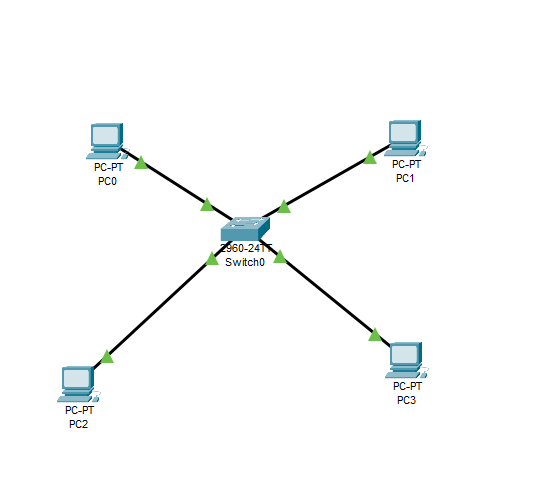 PC-PT
PC0
PC-PT
PC1
2960-24TT
Switch0
PC-PT
PC2
PC-PT
PC3